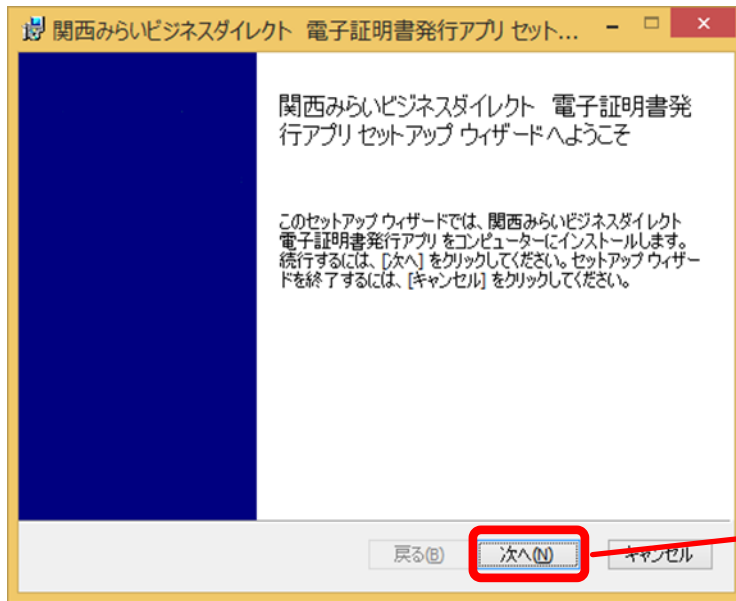 関西みらいビジネスダイレクト 電子証明書発行アプリ セット...
関西みらいビジネスダイレクト 電子証明書発
行アプリ セットアップ ウィザードへようこそ
このセットアップ ウィザードでは、関西みらいビジネスダイレクト
電子証明書発行アプリ をコンピューターにインストールします。
続行するには、[次へ] をクリックしてください。セットアップ ウィザー
ドを終了するには、[キャンセル] をクリックしてください。
戻る(B) 次へ(N) キャンセル